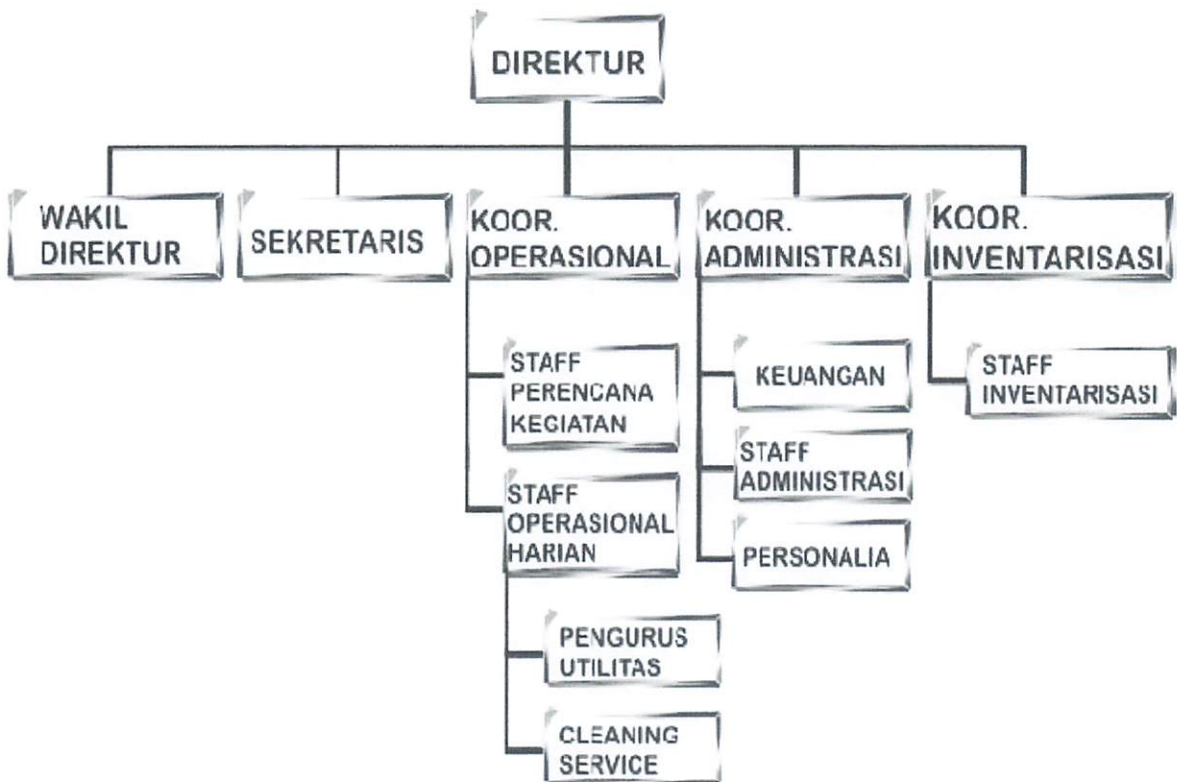 DIREKTUR
WAKIL
DIREKTUR
SEKRETARIS
KOOR.
OPERASIONAL
KOOR.
ADMINISTRASI
KOOR.
INVENTARISASI
STAFF
PERENCANA
KEGIATAN
STAFF
OPERASIONAL
HARIAN
PENGURUS
UTILITAS
CLEANING
SERVICE
KEUANGAN
STAFF
ADMINISTRASI
PERSONALIA
STAFF
INVENTARISASI